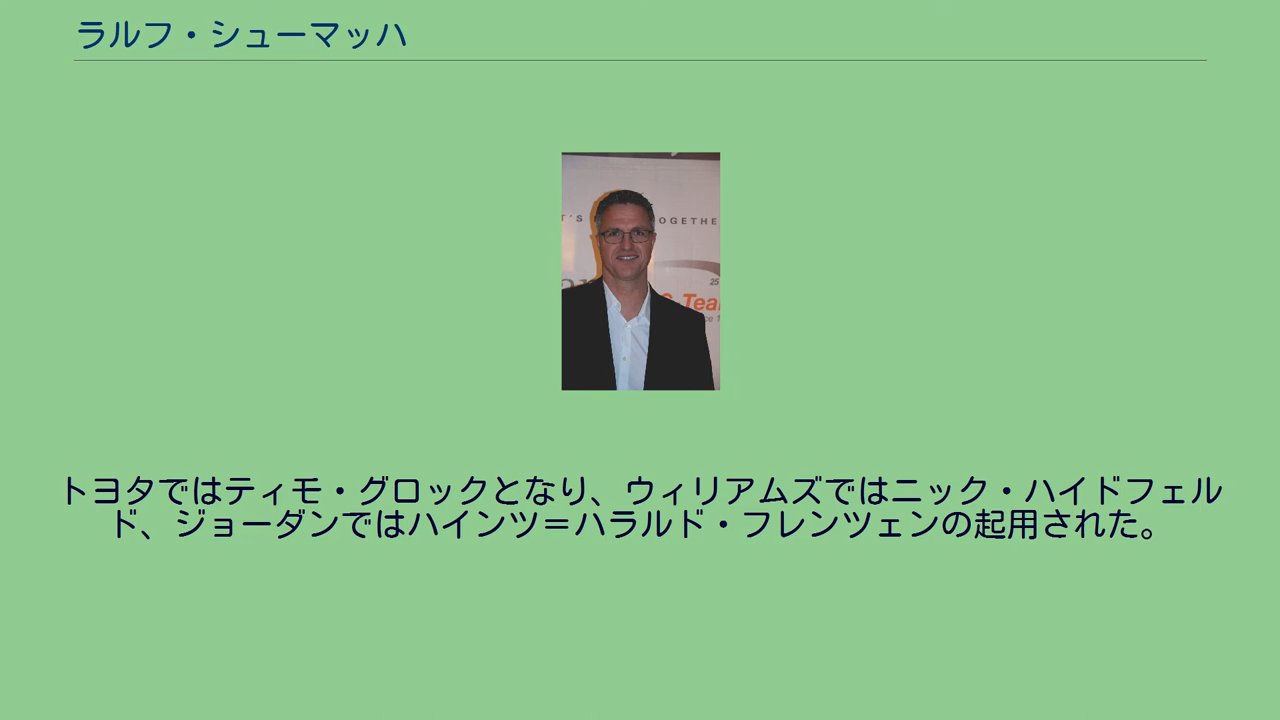 ラルフ・シューマッハ
T'S
OGETHE
25
& Tea
トヨタではティモ・グロックとなり、ウィリアムズではニック・ハイドフェル
ド、ジョーダンではハインツ＝ハラルド・フレンツェンの起用された。